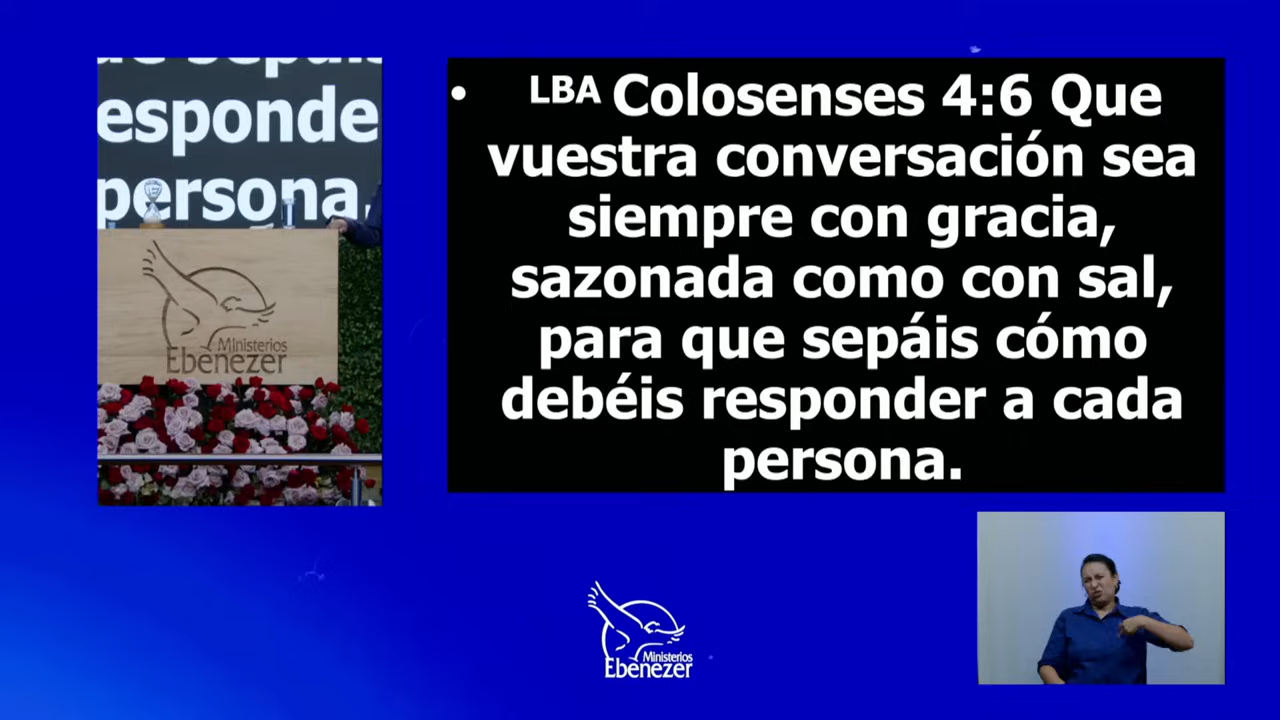 esponde
persona,
Ministerios
Ebenezer
• LBA Colosenses 4:6 Que
vuestra conversación sea
siempre con gracia,
sazonada como con sal,
para que sepáis cómo
debéis responder a cada
persona.
Ministerios
Ebenezer